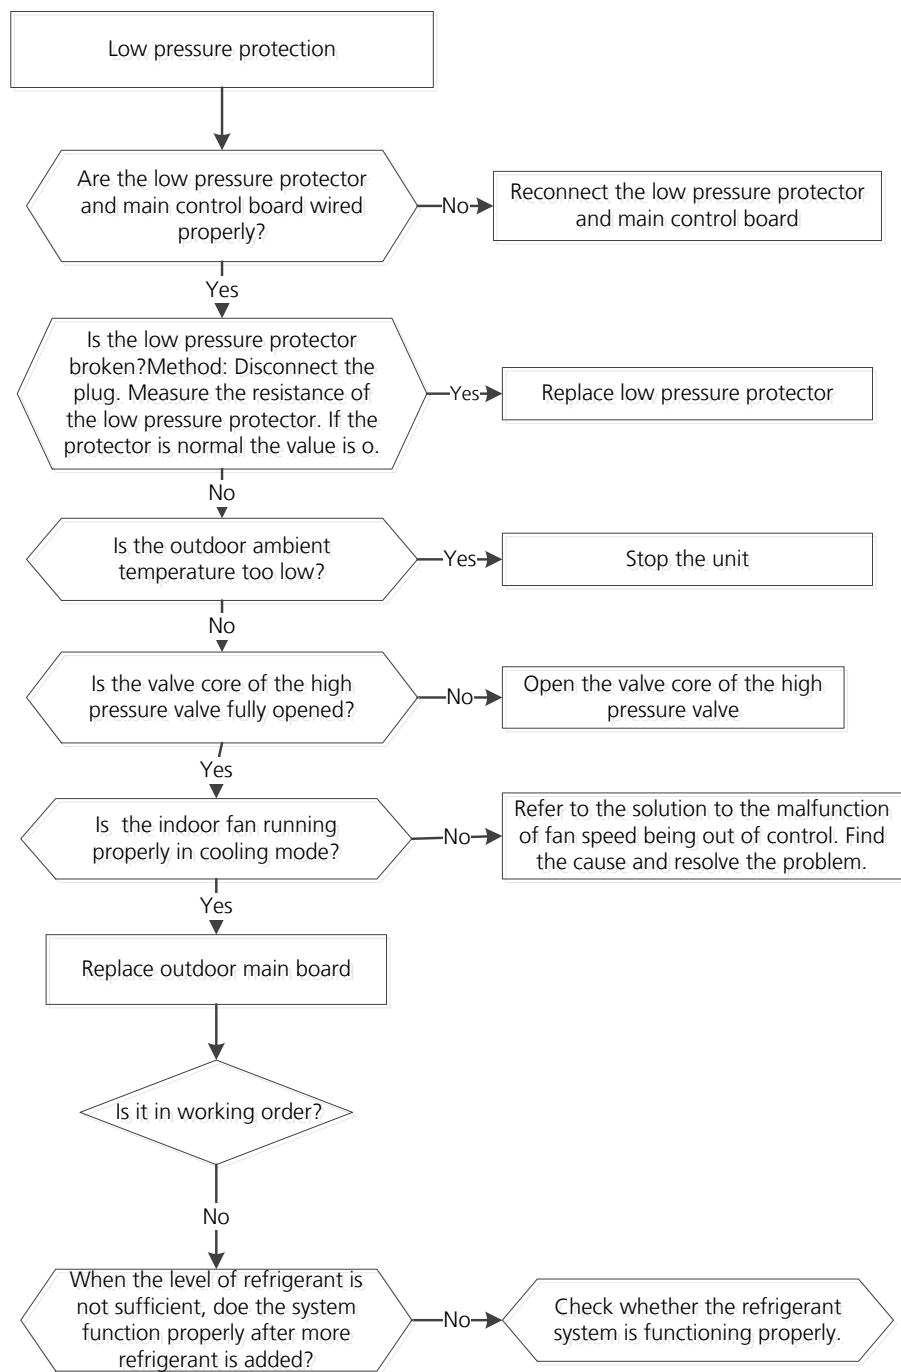 Low pressure protection
Are the low pressure protector
and main control board wired
properly?
No
Reconnect the low pressure protector
and main control board
Yes
Is the low pressure protector
broken?Method: Disconnect the
plug. Measure the resistance of
the low pressure protector. If the
protector is normal the value is o.
Yes
Replace low pressure protector
No
Is the outdoor ambient
temperature too low?
Yes
Stop the unit
No
Is the valve core of the high
pressure valve fully opened?
No
Open the valve core of the high
pressure valve
Yes
Is  the indoor fan running
properly in cooling mode?
No
Refer to the solution to the malfunction
of fan speed being out of control. Find
the cause and resolve the problem.
Yes
Replace outdoor main board
Is it in working order?
No
When the level of refrigerant is
not sufficient, doe the system
function properly after more
refrigerant is added?
No
Check whether the refrigerant
system is functioning properly.